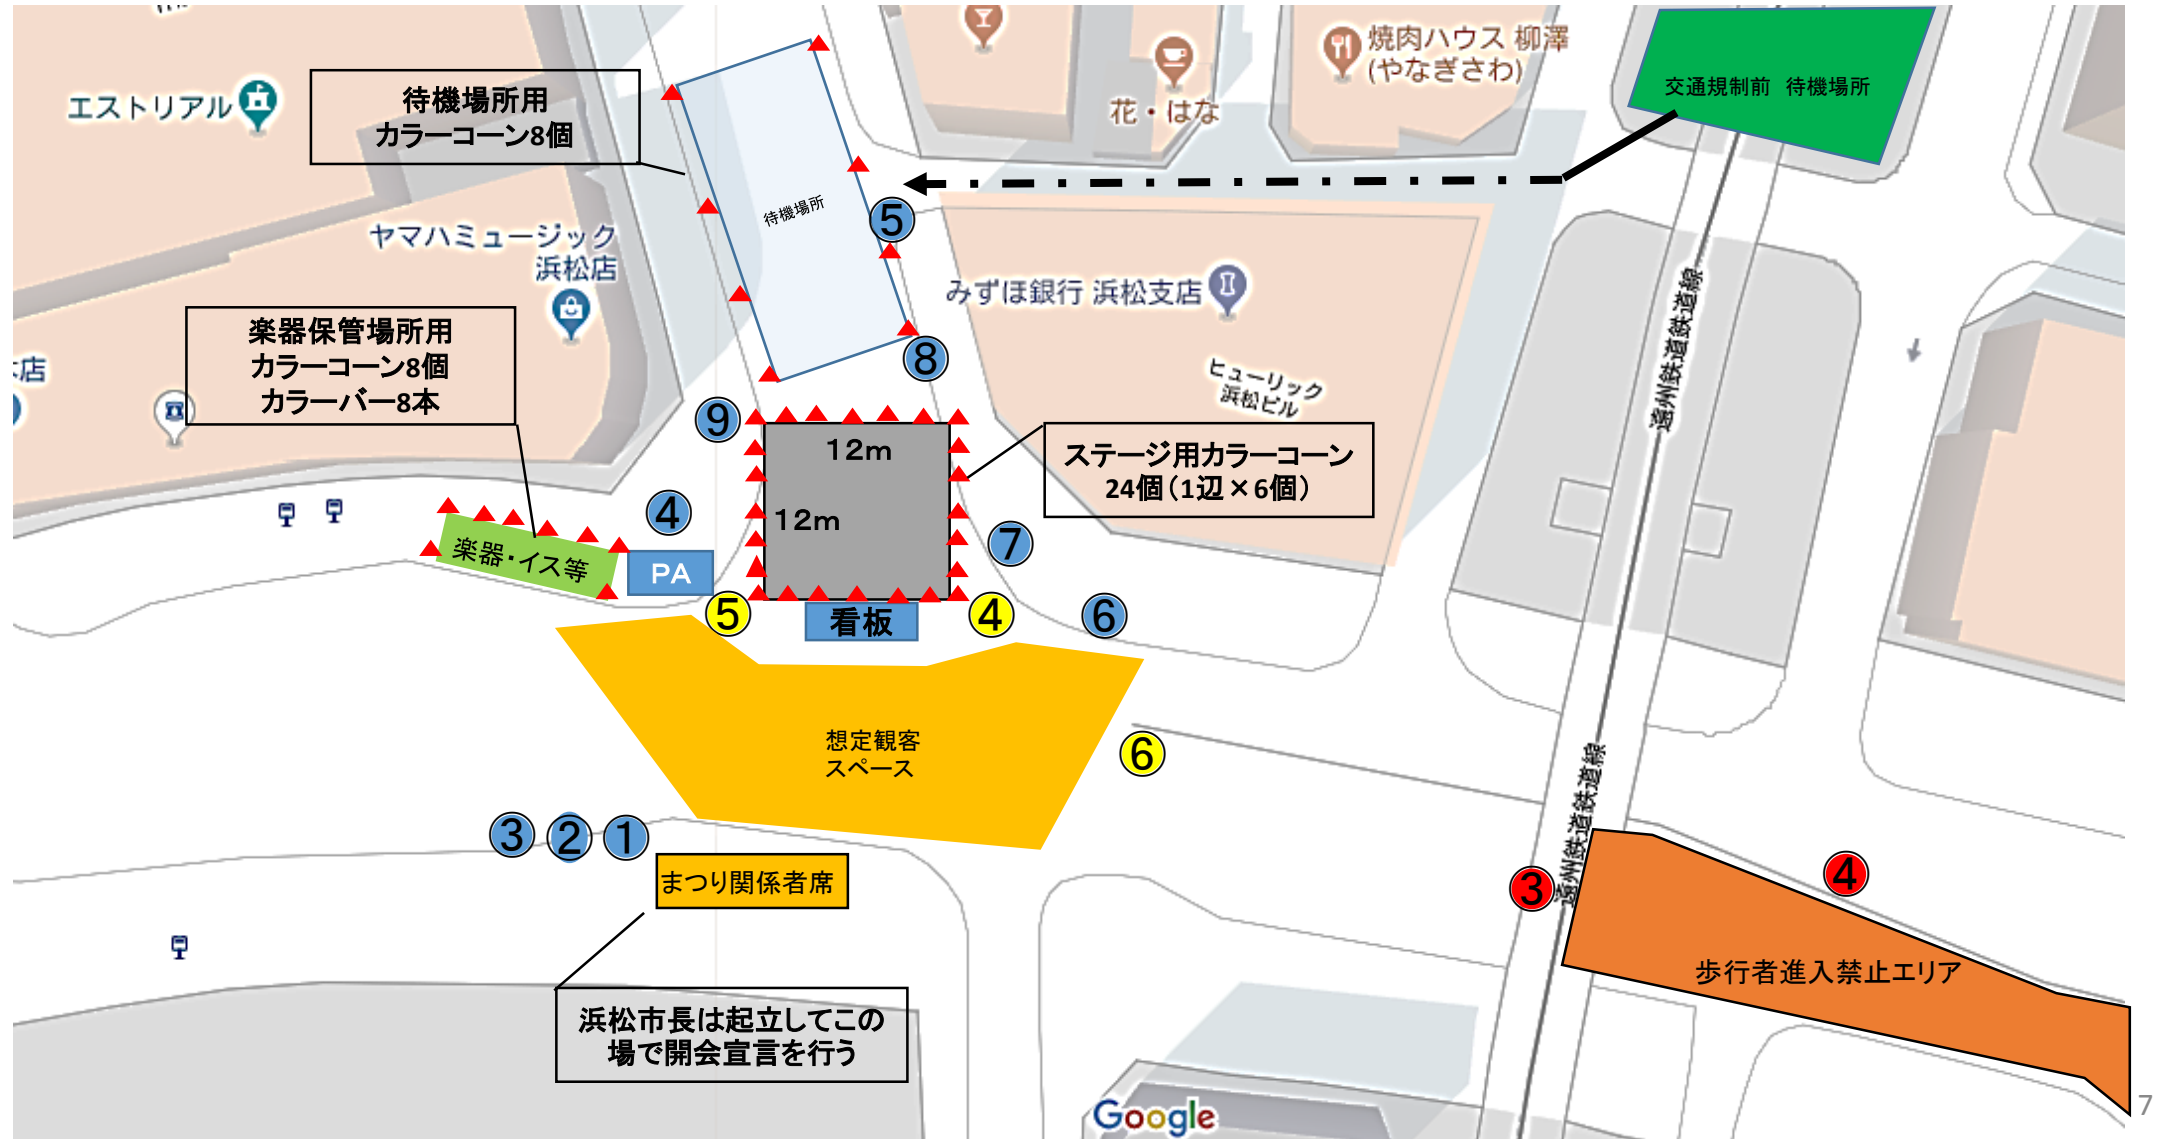 焼肉ハウス 柳澤
(やなぎさわ)
交通規制前　待機場所
エストリアル
待機場所用
カラーコーン8個
花・はな
待機場所
⑤
ヤマハミュージック
浜松店
みずほ銀行 浜松支店
遠州鉄道鉄道線
楽器保管場所用
カラーコーン8個
カラーバー8本
店
⑧
ヒューリック
浜松ビル
⑨
12m
12m
ステージ用カラーコーン
24個（1辺×6個）
④
⑦
楽器・イス等
PA
⑤
看板
④
⑥
想定観客
スペース
⑥
遠州鉄道鉄道線
③
②
①
まつり関係者席
③
④
歩行者進入禁止エリア
浜松市長は起立してこの
場で開会宣言を行う
Google
7